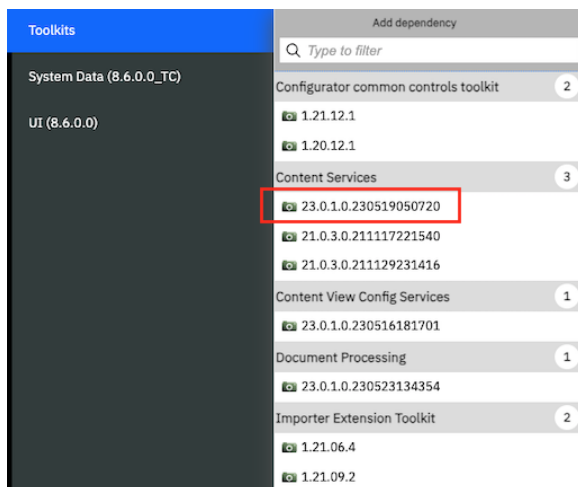 Toolkits
System Data (8.6.0.0_TC)
UI (8.6.0.0)
Add dependency
Type to filter
Configurator common controls toolkit 2
1.21.12.1
1.20.12.1
Content Services 3
23.0.1.0.230519050720
21.0.3.0.211117221540
21.0.3.0.211129231416
Content View Config Services 1
23.0.1.0.230516181701
Document Processing 1
23.0.1.0.230523134354
Importer Extension Toolkit 2
1.21.06.4
1.21.09.2